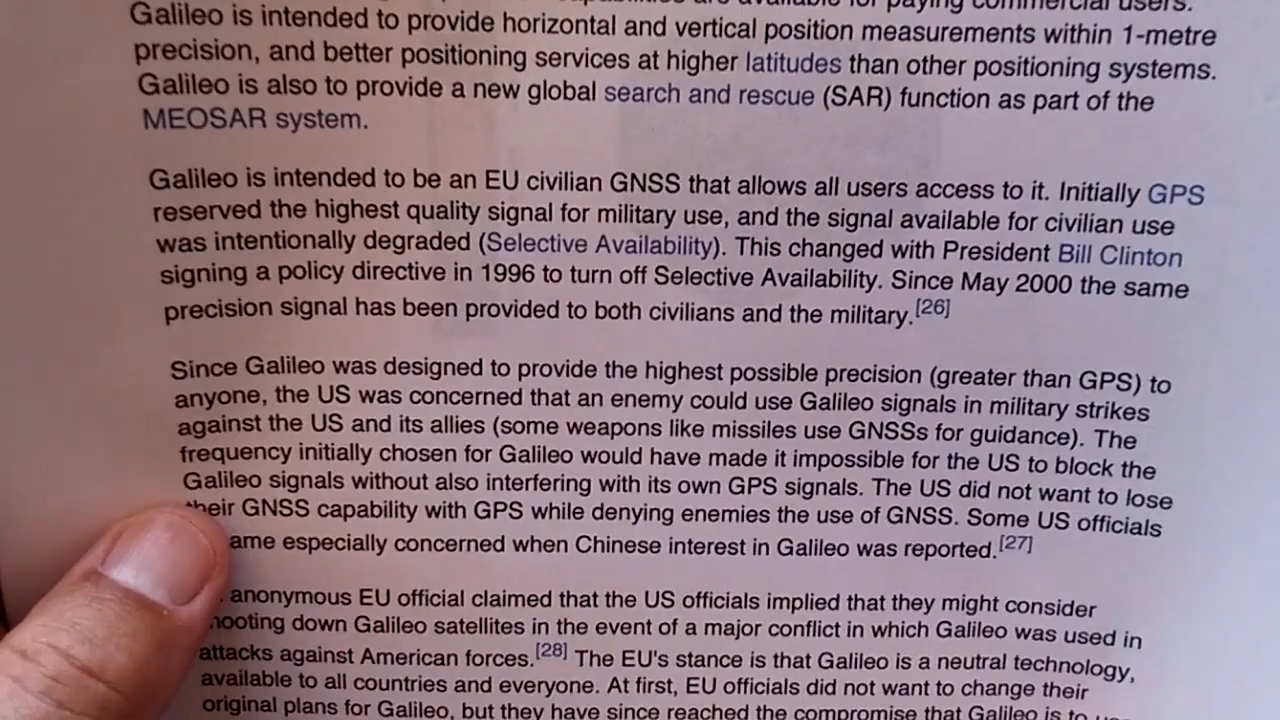 are available for paying commercial users.
Galileo is intended to provide horizontal and vertical position measurements within 1-metre
precision, and better positioning services at higher latitudes than other positioning systems.
Galileo is also to provide a new global search and rescue (SAR) function as part of the
MEOSAR system.
Galileo is intended to be an EU civilian GNSS that allows all users access to it. Initially GPS
reserved the highest quality signal for military use, and the signal available for civilian use
was intentionally degraded (Selective Availability). This changed with President Bill Clinton
signing a policy directive in 1996 to turn off Selective Availability. Since May 2000 the same
precision signal has been provided to both civilians and the military.[26]
Since Galileo was designed to provide the highest possible precision (greater than GPS) to
anyone, the US was concerned that an enemy could use Galileo signals in military strikes
against the US and its allies (some weapons like missiles use GNSSs for guidance). The
frequency initially chosen for Galileo would have made it impossible for the US to block the
Galileo signals without also interfering with its own GPS signals. The US did not want to lose
their GNSS capability with GPS while denying enemies the use of GNSS. Some US officials
ame especially concerned when Chinese interest in Galileo was reported.[27]
anonymous EU official claimed that the US officials implied that they might consider
hooting down Galileo satellites in the event of a major conflict in which Galileo was used in
attacks against American forces.[28] The EU's stance is that Galileo is a neutral technology,
available to all countries and everyone. At first, EU officials did not want to change their
original plans for Galileo, but they have since reached the compromise that Galileo is to